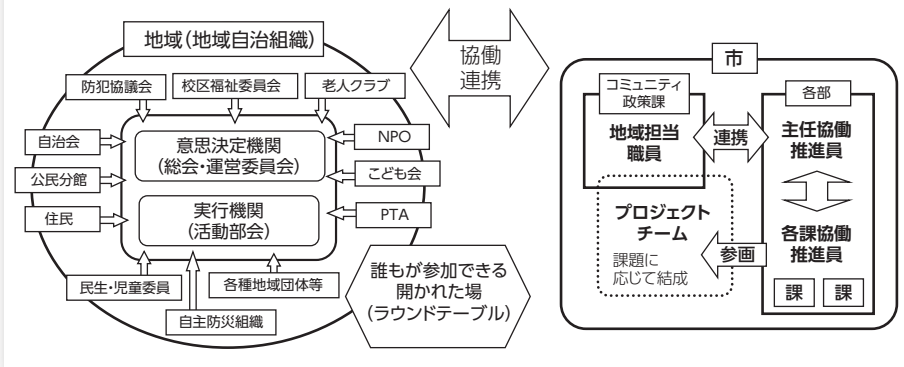 地域(地域自治組織)
防犯協議会
校区福祉委員会
老人クラブ
自治会
公民分館
住民
意思決定機関
(総会・運営委員会)
実行機関
(活動部会)
NPO
こども会
PTA
民生・児童委員
自主防災組織
各種地域団体等
誰もが参加できる
開かれた場
(ラウンドテーブル)
協働
連携
市
コミュニティ
政策課
地域担当
職員
連携
各部
主任協働
推進員
プロジェクト
チーム
課題に
応じて結成
参画
各課協働
推進員
課
課